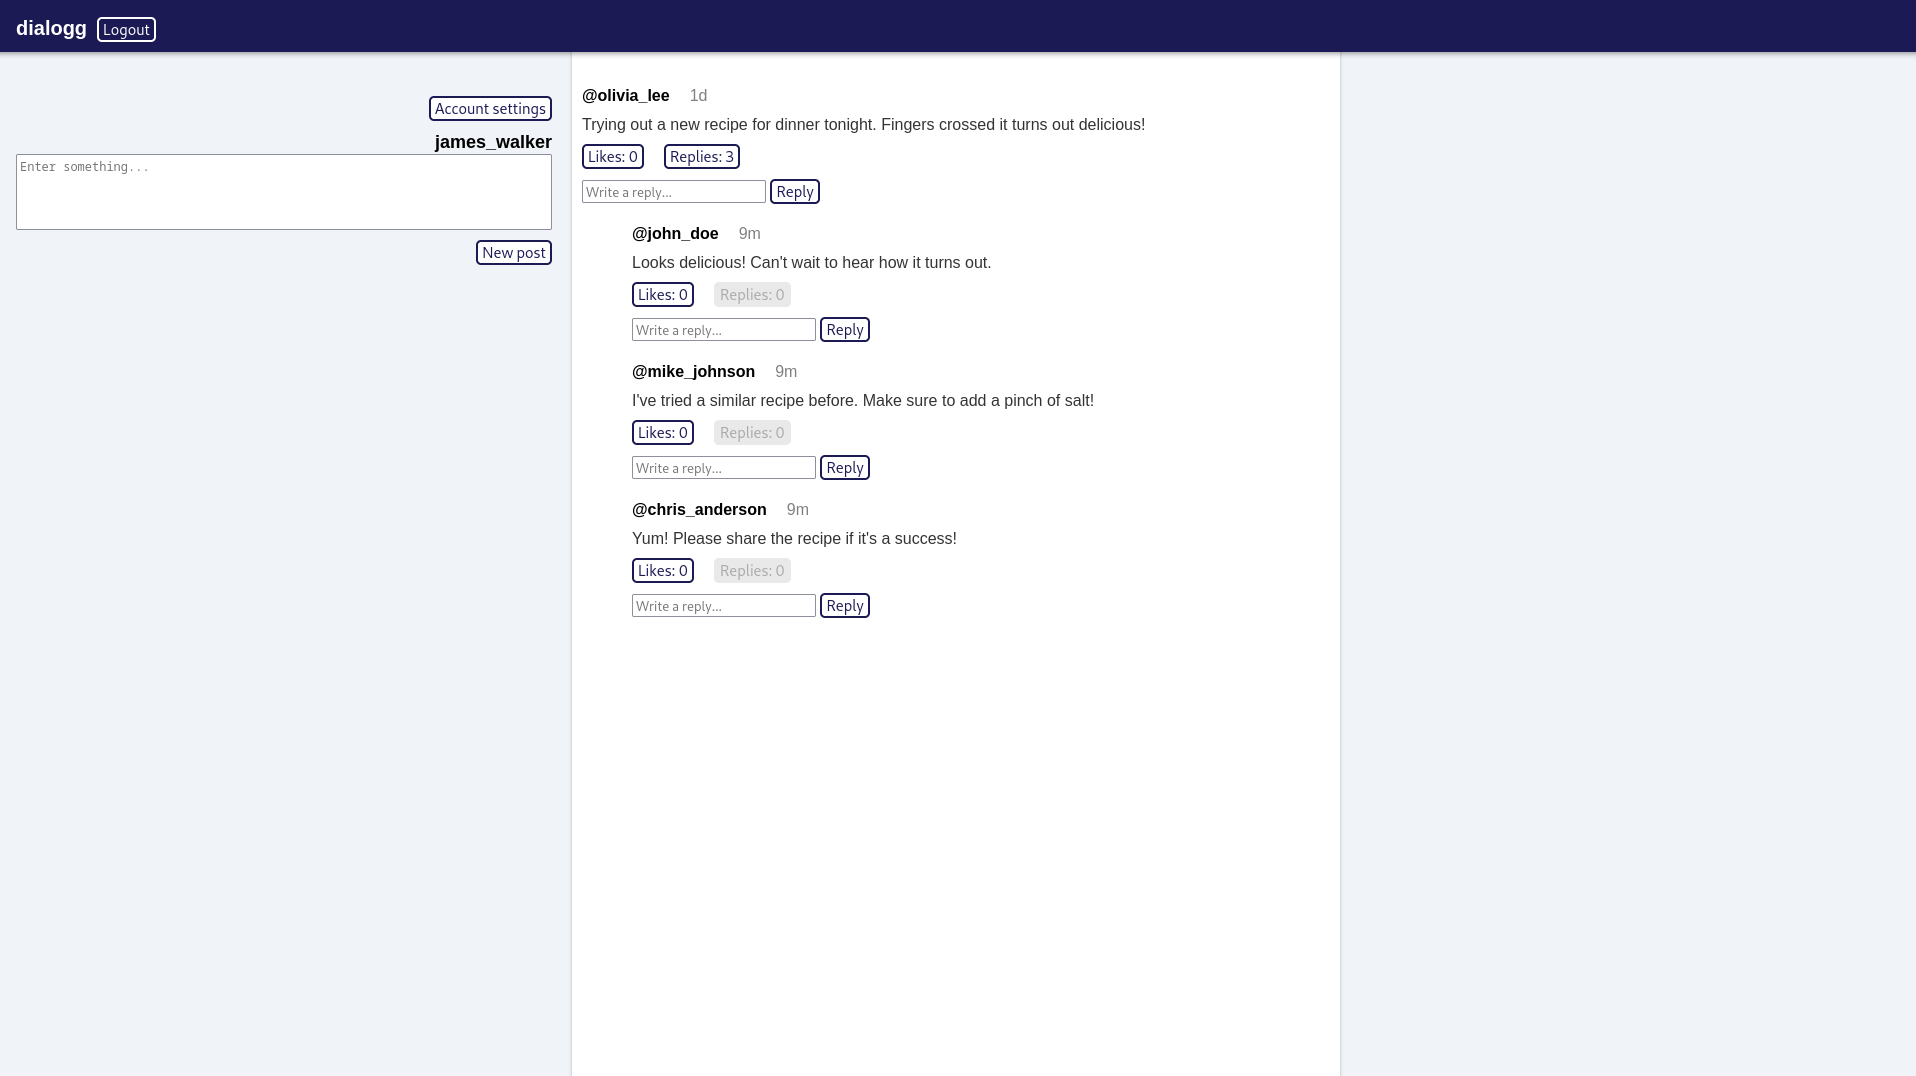 dialogg Logout
Account settings
james_walker
Enter something...
New post
@olivia_lee 1d
Trying out a new recipe for dinner tonight. Fingers crossed it turns out delicious!
Likes: 0 Replies: 3
Write a reply... Reply
@john_doe 9m
Looks delicious! Can't wait to hear how it turns out.
Likes: 0 Replies: 0
Write a reply... Reply
@mike_johnson 9m
I've tried a similar recipe before. Make sure to add a pinch of salt!
Likes: 0 Replies: 0
Write a reply... Reply
@chris_anderson 9m
Yum! Please share the recipe if it's a success!
Likes: 0 Replies: 0
Write a reply... Reply